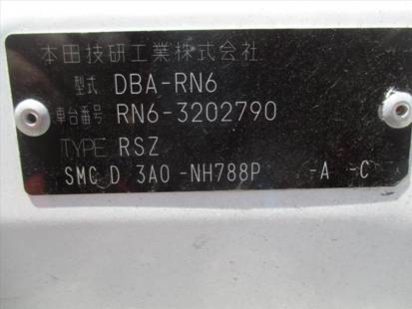 本田技研工業株式会社
型式 DBA-RN6
車台番号 RN6-3202790
TYPE RSZ
SMC D 3A0 -NH788P -A -C